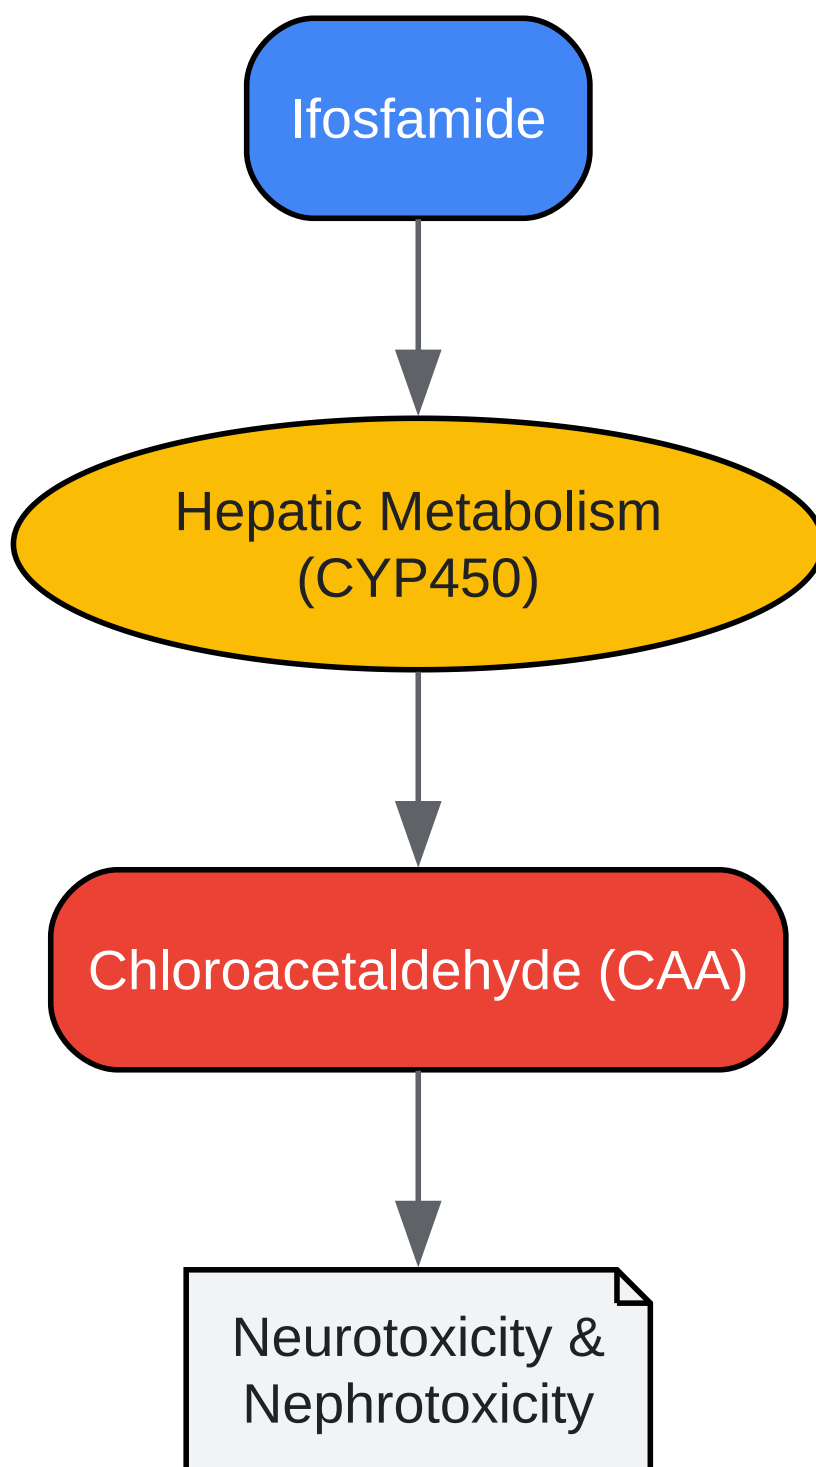 Ifosfamide
Hepatic Metabolism
(CYP450)
Chloroacetaldehyde (CAA)
Neurotoxicity &
Nephrotoxicity